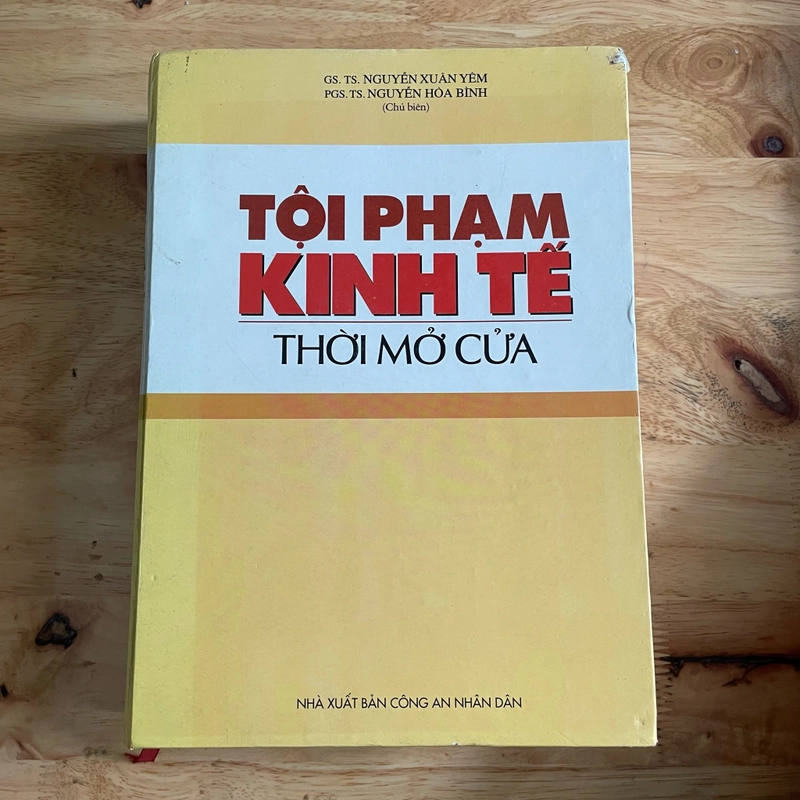 GS. TS. NGUYỄN XUÂN YÊM
PGS. TS. NGUYỄN HÒA BÌNH
(Chủ biên)
TỘI PHẠM
KINH TẾ
THỜI MỞ CỬA
NHÀ XUẤT BẢN CÔNG AN NHÂN DÂN